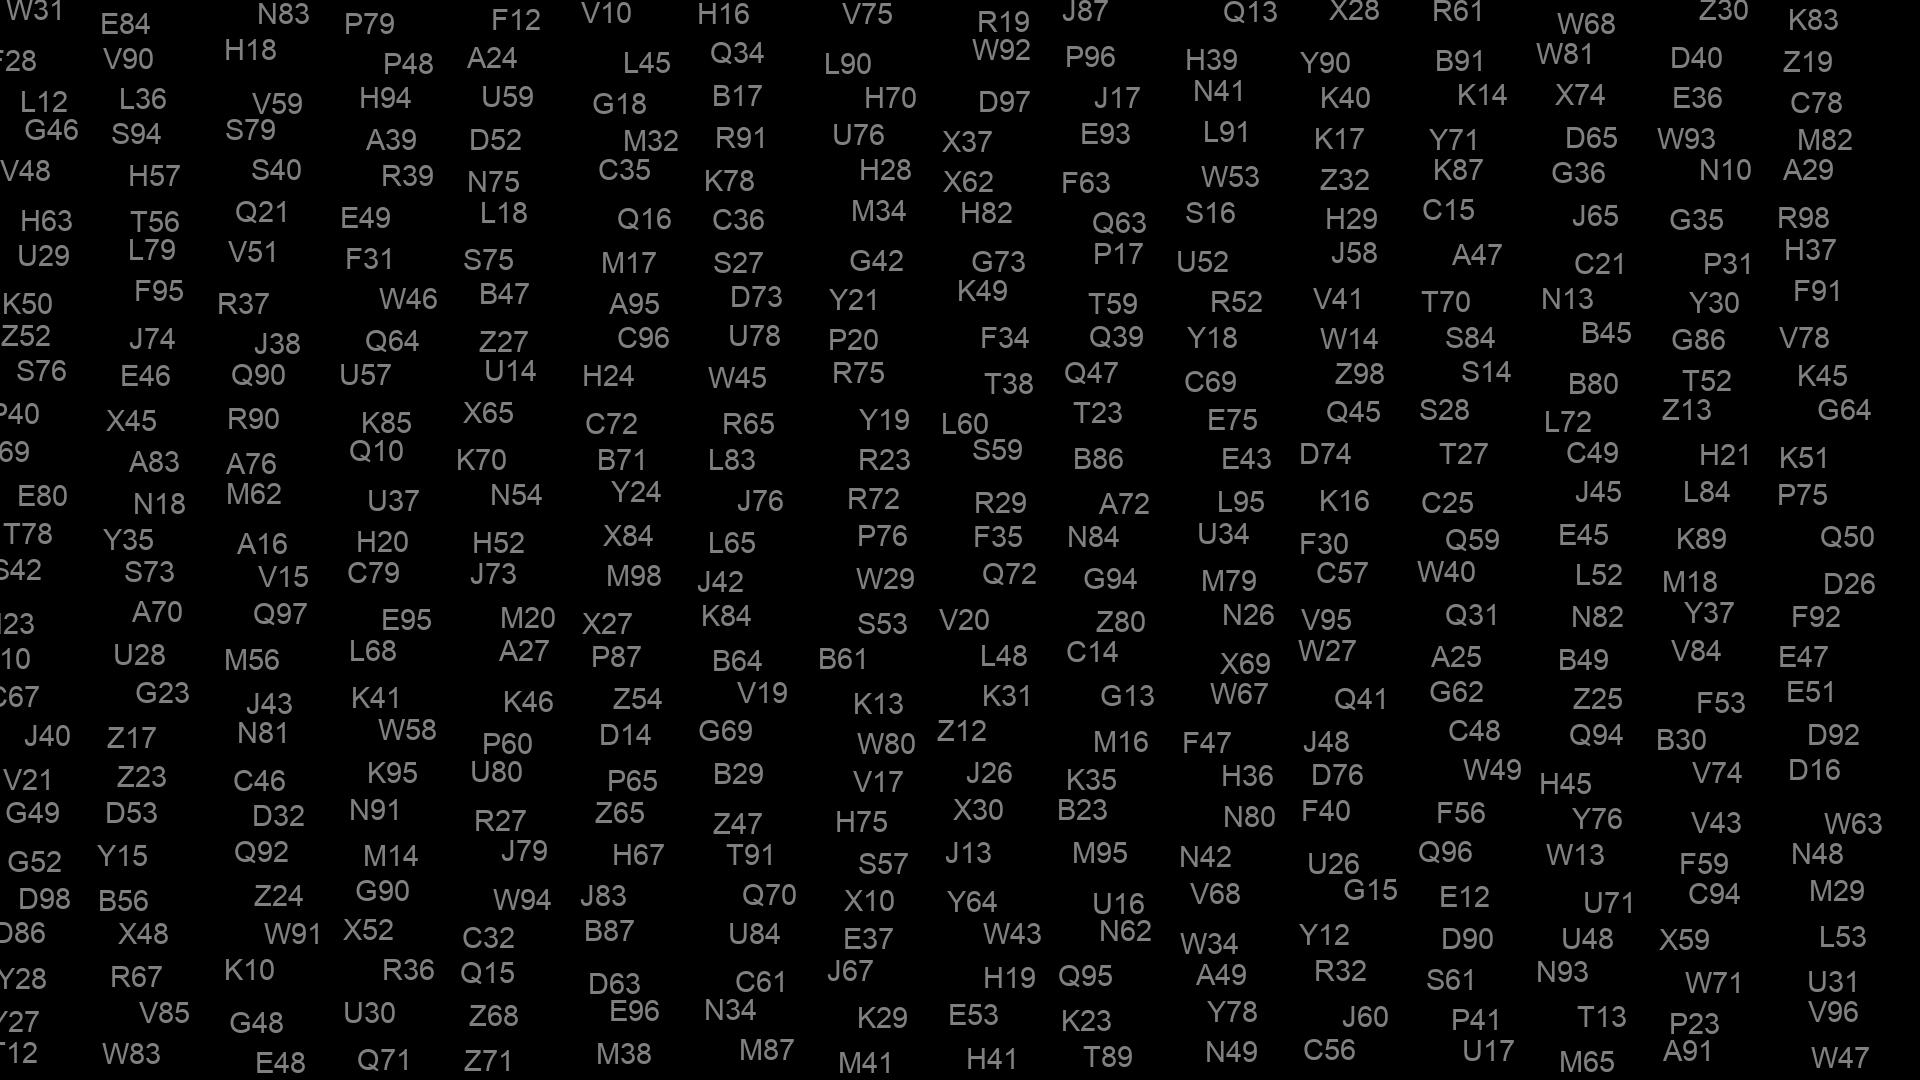 W31 E84 N83 P79 F12 V10 H16 V75 R19 J87 Q13 X28 R61 W68 Z30 K83
F28 V90 H18 P48 A24 L45 Q34 L90 W92 P96 H39 Y90 B91 W81 D40 Z19
L12 L36 V59 H94 U59 G18 B17 H70 D97 J17 N41 K40 K14 X74 E36 C78
G46 S94 S79 A39 D52 M32 R91 U76 X37 E93 L91 K17 Y71 D65 W93 M82
V48 H57 S40 R39 N75 C35 K78 H28 X62 F63 W53 Z32 K87 G36 N10 A29
H63 T56 Q21 E49 L18 Q16 C36 M34 H82 Q63 S16 H29 C15 J65 G35 R98
U29 L79 V51 F31 S75 M17 S27 G42 G73 P17 U52 J58 A47 C21 P31 H37
K50 F95 R37 W46 B47 A95 D73 Y21 K49 T59 R52 V41 T70 N13 Y30 F91
Z52 J74 J38 Q64 Z27 C96 U78 P20 F34 Q39 Y18 W14 S84 B45 G86 V78
S76 E46 Q90 U57 U14 H24 W45 R75 T38 Q47 C69 Z98 S14 B80 T52 K45
P40 X45 R90 K85 X65 C72 R65 Y19 L60 T23 E75 Q45 S28 L72 Z13 G64
69 A83 A76 Q10 K70 B71 L83 R23 S59 B86 E43 D74 T27 C49 H21 K51
E80 N18 M62 U37 N54 Y24 J76 R72 R29 A72 L95 K16 C25 J45 L84 P75
T78 Y35 A16 H20 H52 X84 L65 P76 F35 N84 U34 F30 Q59 E45 K89 Q50
S42 S73 V15 C79 J73 M98 J42 W29 Q72 G94 M79 C57 W40 L52 M18 D26
23 A70 Q97 E95 M20 X27 K84 S53 V20 Z80 N26 V95 Q31 N82 Y37 F92
10 U28 M56 L68 A27 P87 B64 B61 L48 C14 X69 W27 A25 B49 V84 E47
C67 G23 J43 K41 K46 Z54 V19 K13 K31 G13 W67 Q41 G62 Z25 F53 E51
J40 Z17 N81 W58 P60 D14 G69 W80 Z12 M16 F47 J48 C48 Q94 B30 D92
V21 Z23 C46 K95 U80 P65 B29 V17 J26 K35 H36 D76 W49 H45 V74 D16
G49 D53 D32 N91 R27 Z65 Z47 H75 X30 B23 N80 F40 F56 Y76 V43 W63
G52 Y15 Q92 M14 J79 H67 T91 S57 J13 M95 N42 U26 Q96 W13 F59 N48
D98 B56 Z24 G90 W94 J83 Q70 X10 Y64 U16 V68 G15 E12 U71 C94 M29
D86 X48 W91 X52 C32 B87 U84 E37 W43 N62 W34 Y12 D90 U48 X59 L53
Y28 R67 K10 R36 Q15 D63 C61 J67 H19 Q95 A49 R32 S61 N93 W71 U31
Y27 V85 G48 U30 Z68 E96 N34 K29 E53 K23 Y78 J60 P41 T13 P23 V96
T12 W83 E48 Q71 Z71 M38 M87 M41 H41 T89 N49 C56 U17 M65 A91 W47